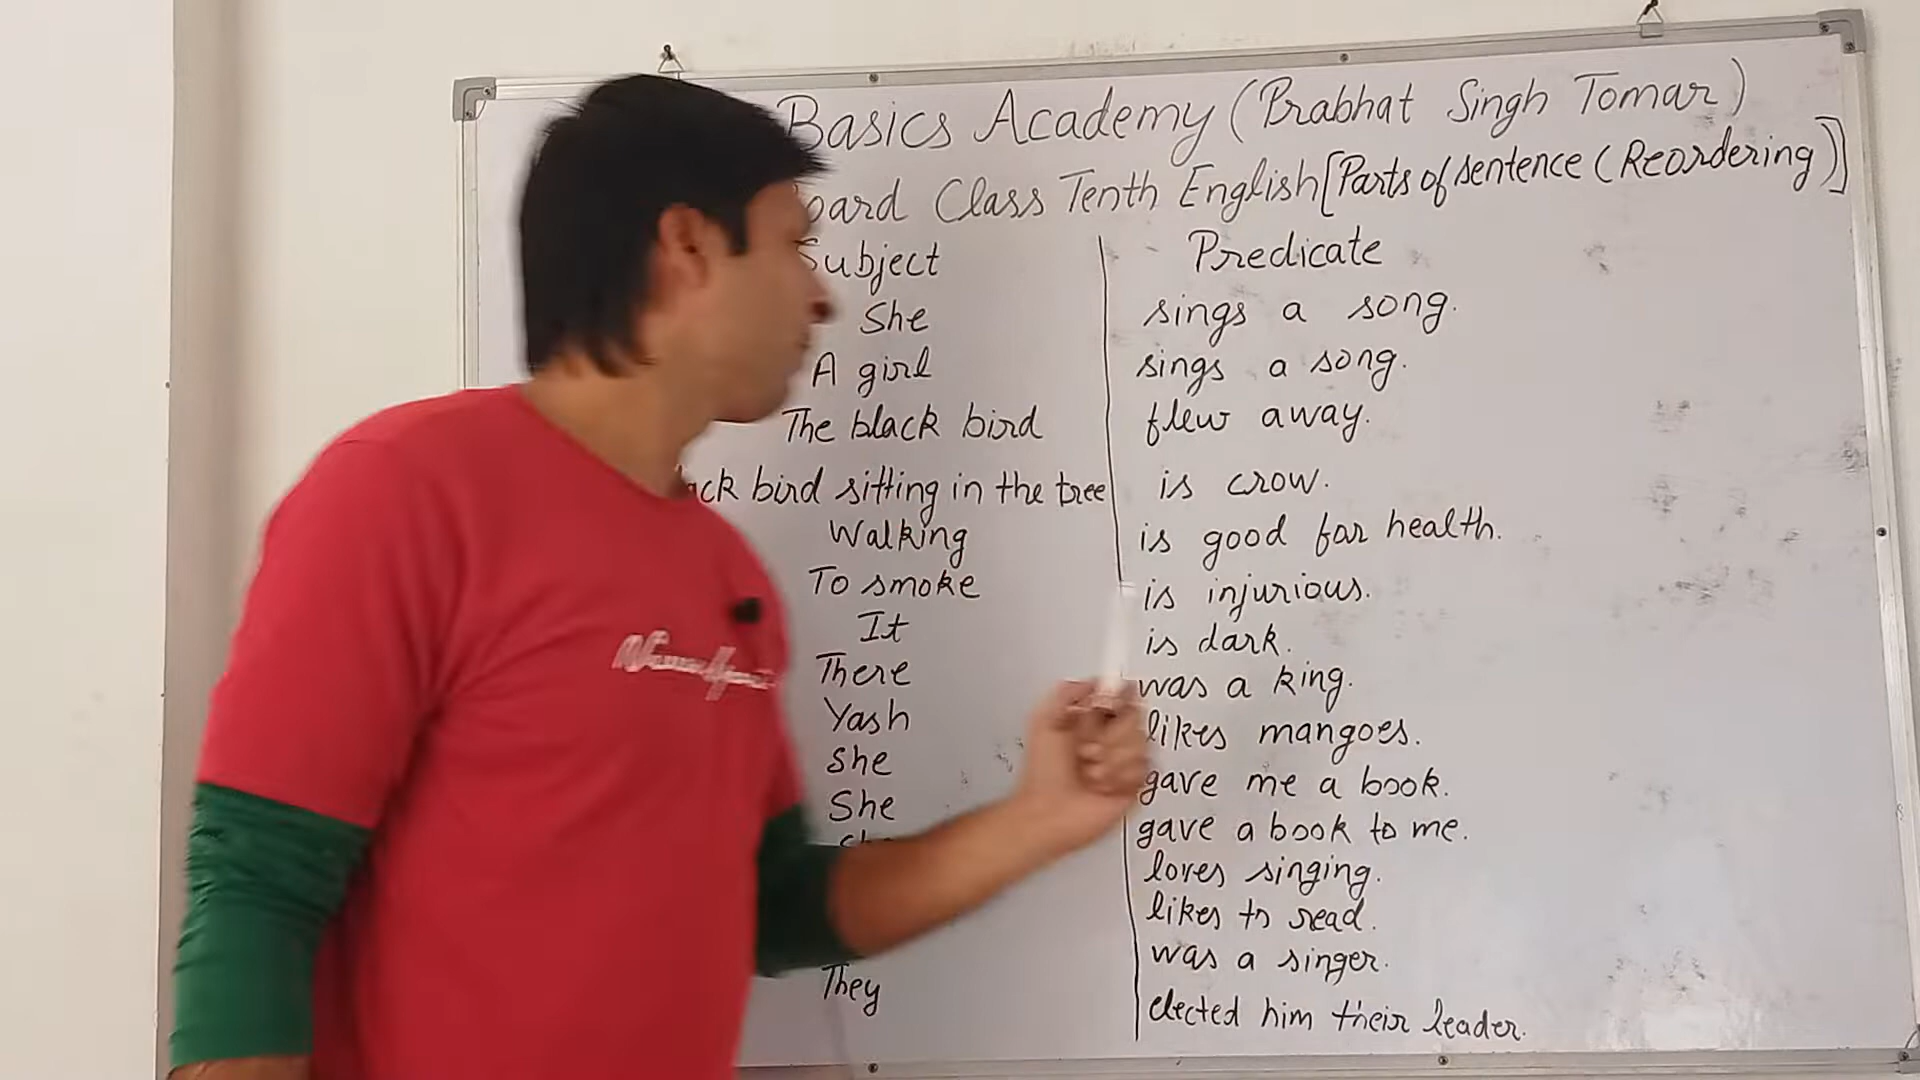 Basics Academy (Prabhat Singh Tomar)
Class Tenth English [Parts of sentence (Reordering)]
Subject Predicate
She sings a song.
A girl sings a song.
The black bird flew away.
bird sitting in the tree is crow.
Walking is good for health.
To smoke is injurious.
It is dark.
There was a king.
Yash likes mangoes.
She gave me a book.
She gave a book to me.
loves singing.
likes to read.
was a singer.
They elected him their leader.